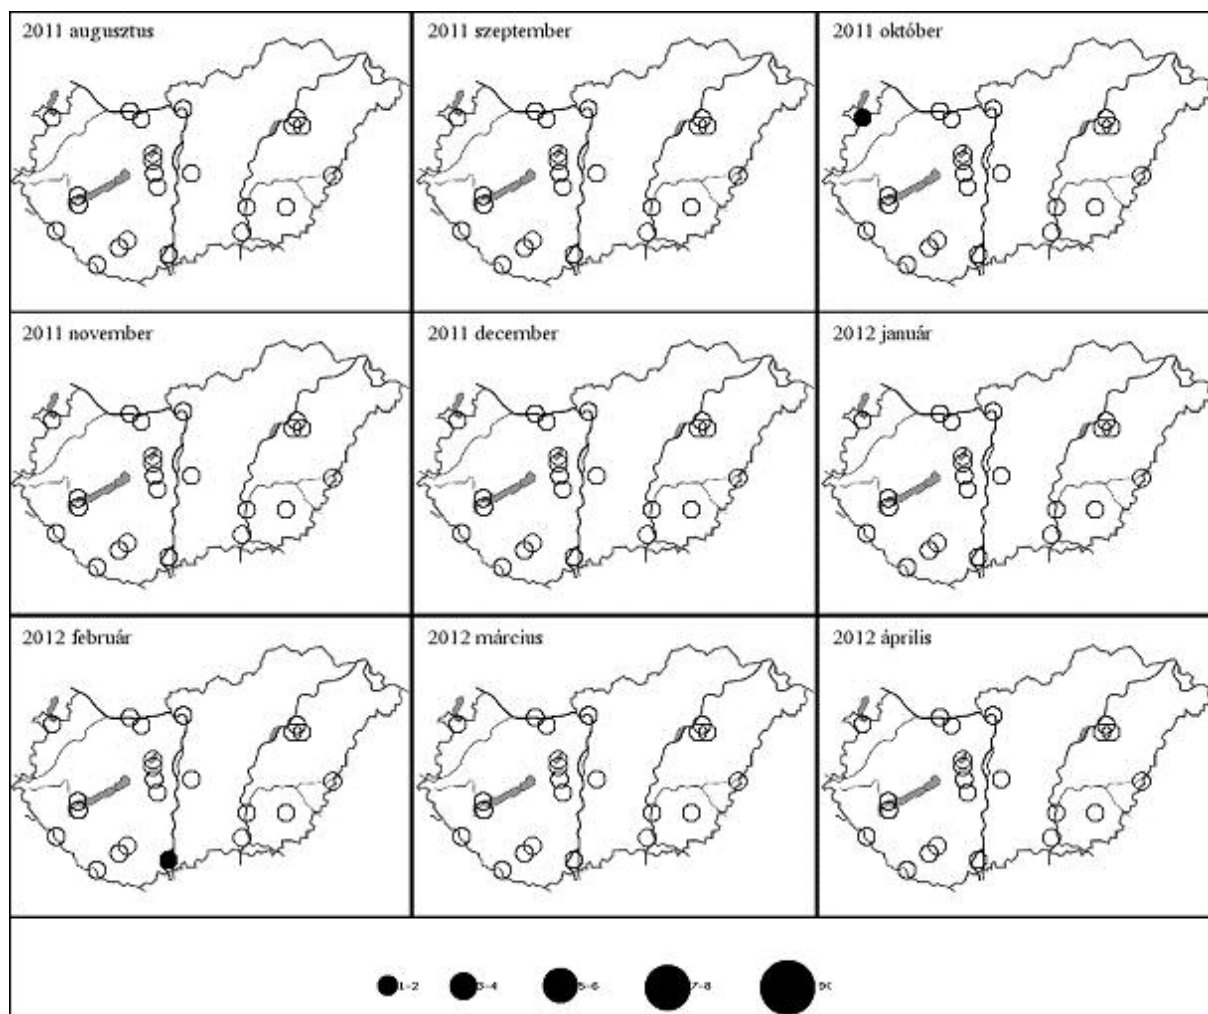 2011 augusztus
2011 szeptember
2011 október
2011 november
2011 december
2012 január
2012 február
2012 március
2012 április
1-2
3-4
5-6
7-8